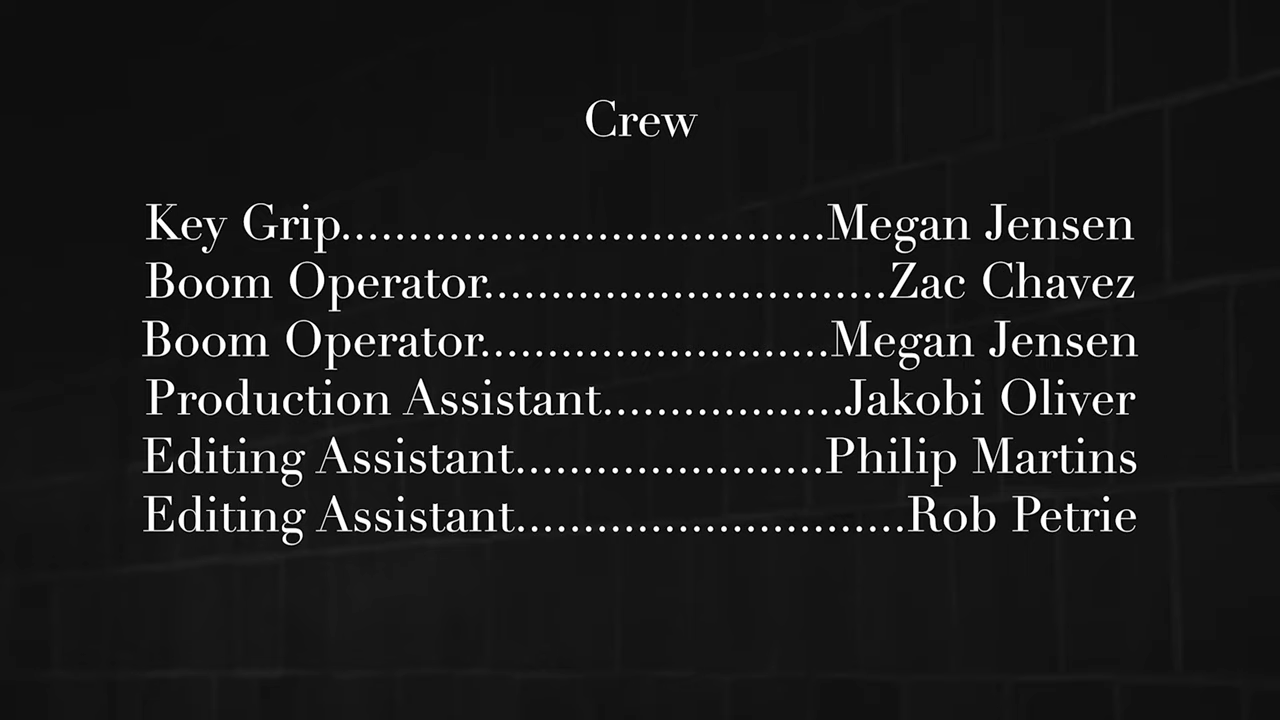 Crew
Key Grip....................................Megan Jensen
Boom Operator..............................Zac Chavez
Boom Operator..........................Megan Jensen
Production Assistant..................Jakobi Oliver
Editing Assistant.......................Philip Martins
Editing Assistant.............................Rob Petrie